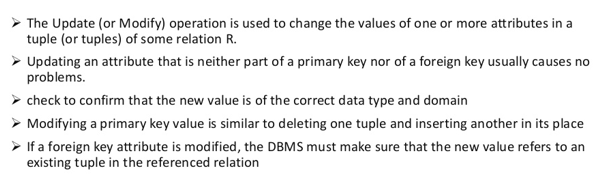 ➢ The Update (or Modify) operation is used to change the values of one or more attributes in a
tuple (or tuples) of some relation R.
➢ Updating an attribute that is neither part of a primary key nor of a foreign key usually causes no
problems.
➢ check to confirm that the new value is of the correct data type and domain
➢ Modifying a primary key value is similar to deleting one tuple and inserting another in its place
➢ If a foreign key attribute is modified, the DBMS must make sure that the new value refers to an
existing tuple in the referenced relation